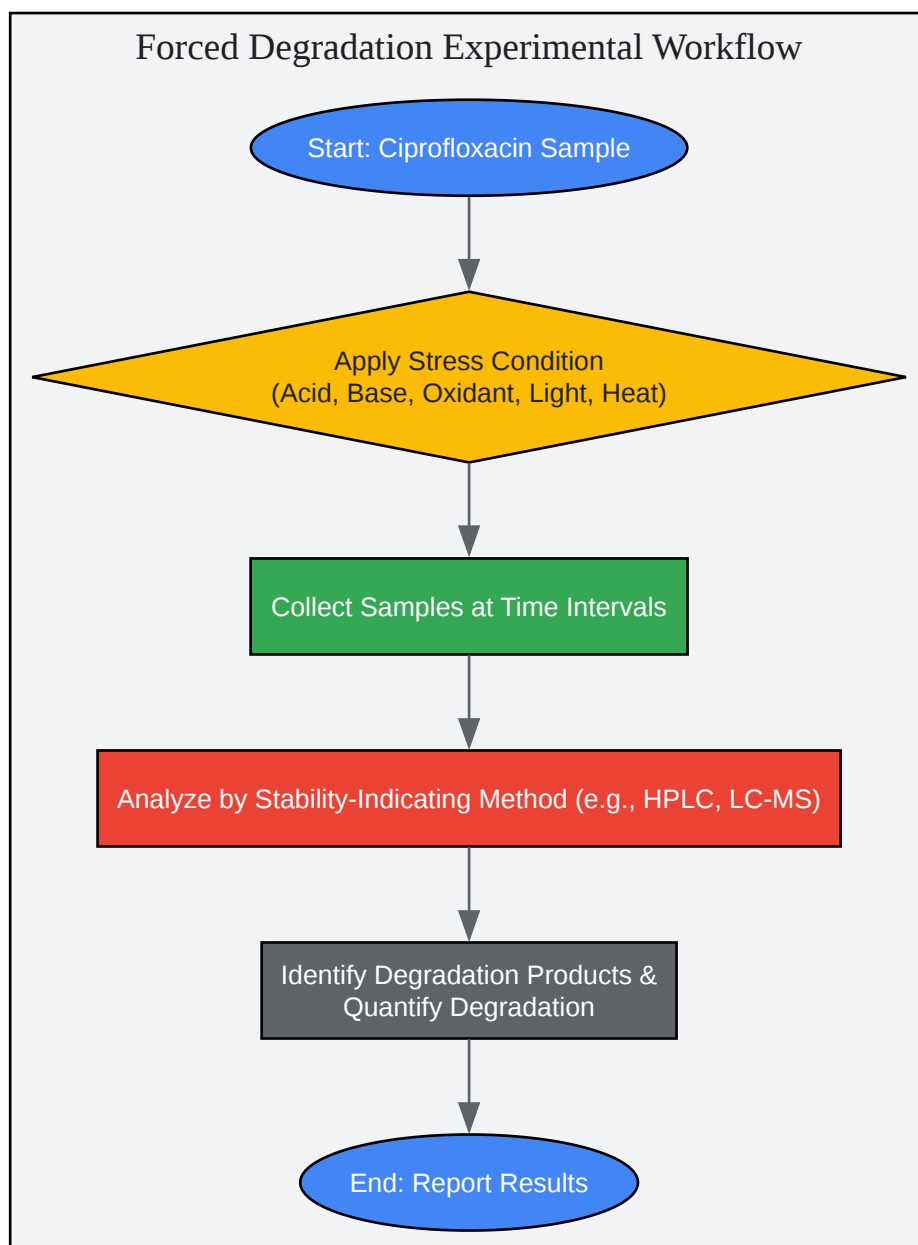 Forced Degradation Experimental Workflow
Start: Ciprofloxacin Sample
Apply Stress Condition
(Acid, Base, Oxidant, Light, Heat)
Collect Samples at Time Intervals
Analyze by Stability-Indicating Method (e.g., HPLC, LC-MS)
Identify Degradation Products &
Quantify Degradation
End: Report Results